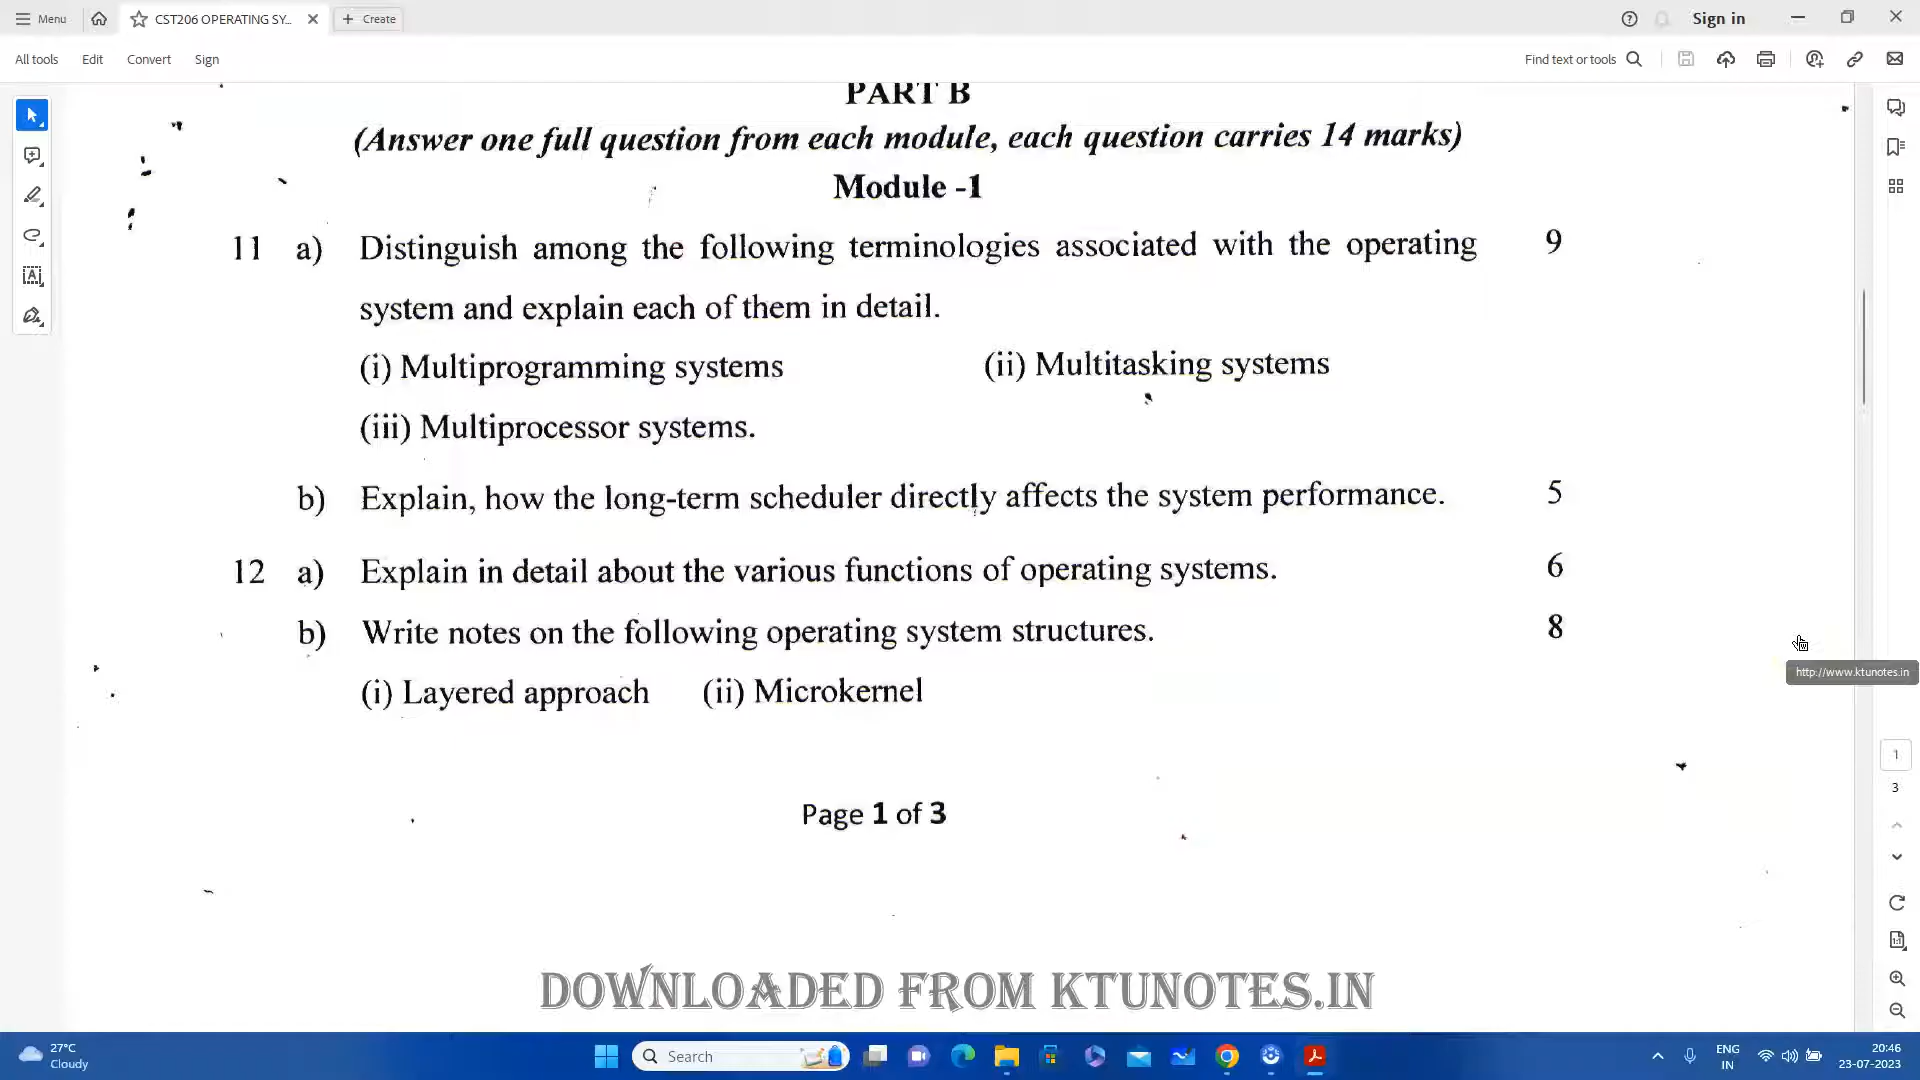 Menu
CST206 OPERATING SY...
Create
Sign in
All tools
Edit
Convert
Sign
Find text or tools
PART B
(Answer one full question from each module, each question carries 14 marks)
Module -1
11 a) Distinguish among the following terminologies associated with the operating 9
system and explain each of them in detail.
(i) Multiprogramming systems (ii) Multitasking systems
(iii) Multiprocessor systems.
b) Explain, how the long-term scheduler directly affects the system performance. 5
12 a) Explain in detail about the various functions of operating systems. 6
b) Write notes on the following operating system structures. 8
http://www.ktunotes.in
(i) Layered approach (ii) Microkernel
1
3
Page 1 of 3
DOWNLOADED FROM KTUNOTES.IN
27°C
Cloudy
Search
ENG
IN
20:46
23-07-2023